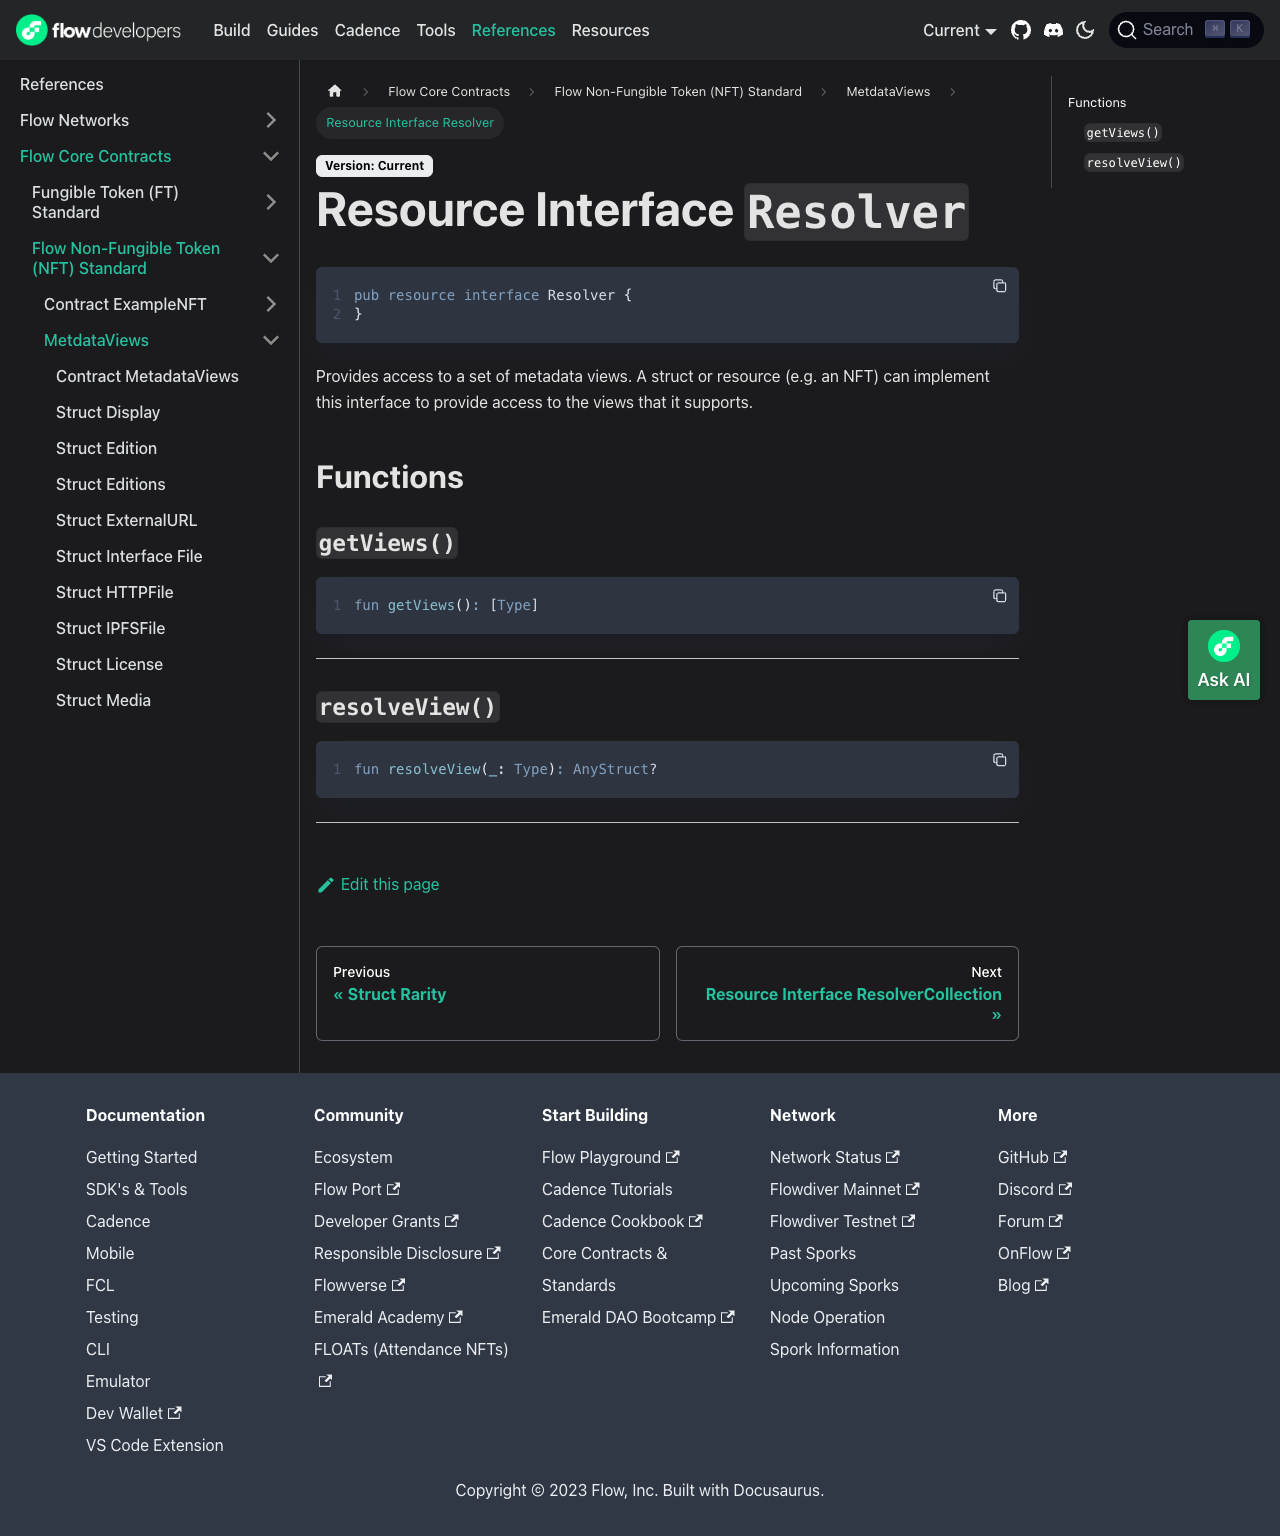 flowdevelopers
Build Guides Cadence Tools References Resources
Current
Search ⌘ K
References
Flow Networks
Flow Core Contracts
Fungible Token (FT)
Standard
Flow Non-Fungible Token
(NFT) Standard
Contract ExampleNFT
MetdataViews
Contract MetadataViews
Struct Display
Struct Edition
Struct Editions
Struct ExternalURL
Struct Interface File
Struct HTTPFile
Struct IPFSFile
Struct License
Struct Media
Flow Core Contracts Flow Non-Fungible Token (NFT) Standard MetdataViews
Resource Interface Resolver
Version: Current
Resource Interface Resolver
1 pub resource interface Resolver {
2 }
Provides access to a set of metadata views. A struct or resource (e.g. an NFT) can implement
this interface to provide access to the views that it supports.
Functions
getViews()
1 fun getViews(): [Type]
resolveView()
1 fun resolveView(_: Type): AnyStruct?
Edit this page
Previous
« Struct Rarity
Next
Resource Interface ResolverCollection
»
Functions
getViews()
resolveView()
Ask AI
Documentation
Getting Started
SDK's & Tools
Cadence
Mobile
FCL
Testing
CLI
Emulator
Dev Wallet
VS Code Extension
Community
Ecosystem
Flow Port
Developer Grants
Responsible Disclosure
Flowverse
Emerald Academy
FLOATs (Attendance NFTs)
Start Building
Flow Playground
Cadence Tutorials
Cadence Cookbook
Core Contracts &
Standards
Emerald DAO Bootcamp
Network
Network Status
Flowdiver Mainnet
Flowdiver Testnet
Past Sporks
Upcoming Sporks
Node Operation
Spork Information
More
GitHub
Discord
Forum
OnFlow
Blog
Copyright © 2023 Flow, Inc. Built with Docusaurus.